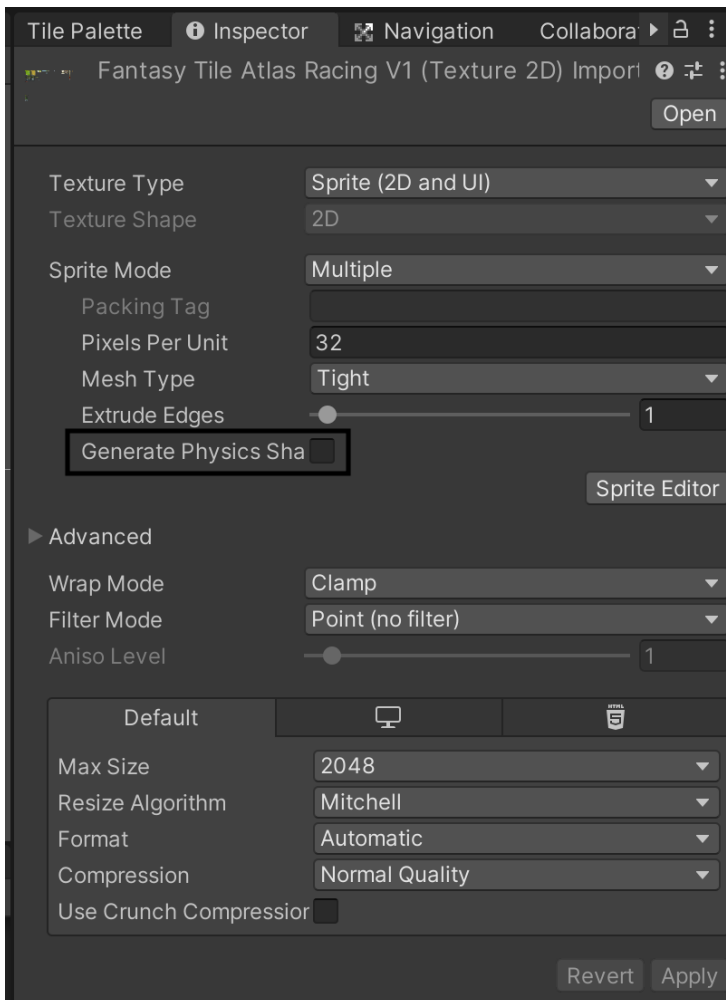 Tile Palette Inspector Navigation Collabora
Fantasy Tile Atlas Racing V1 (Texture 2D) Import
Open
Texture Type Sprite (2D and UI)
Texture Shape 2D
Sprite Mode Multiple
Packing Tag
Pixels Per Unit 32
Mesh Type Tight
Extrude Edges 1
Generate Physics Sha
Sprite Editor
Advanced
Wrap Mode Clamp
Filter Mode Point (no filter)
Aniso Level 1
Default HTML 5
Max Size 2048
Resize Algorithm Mitchell
Format Automatic
Compression Normal Quality
Use Crunch Compression
Revert Apply